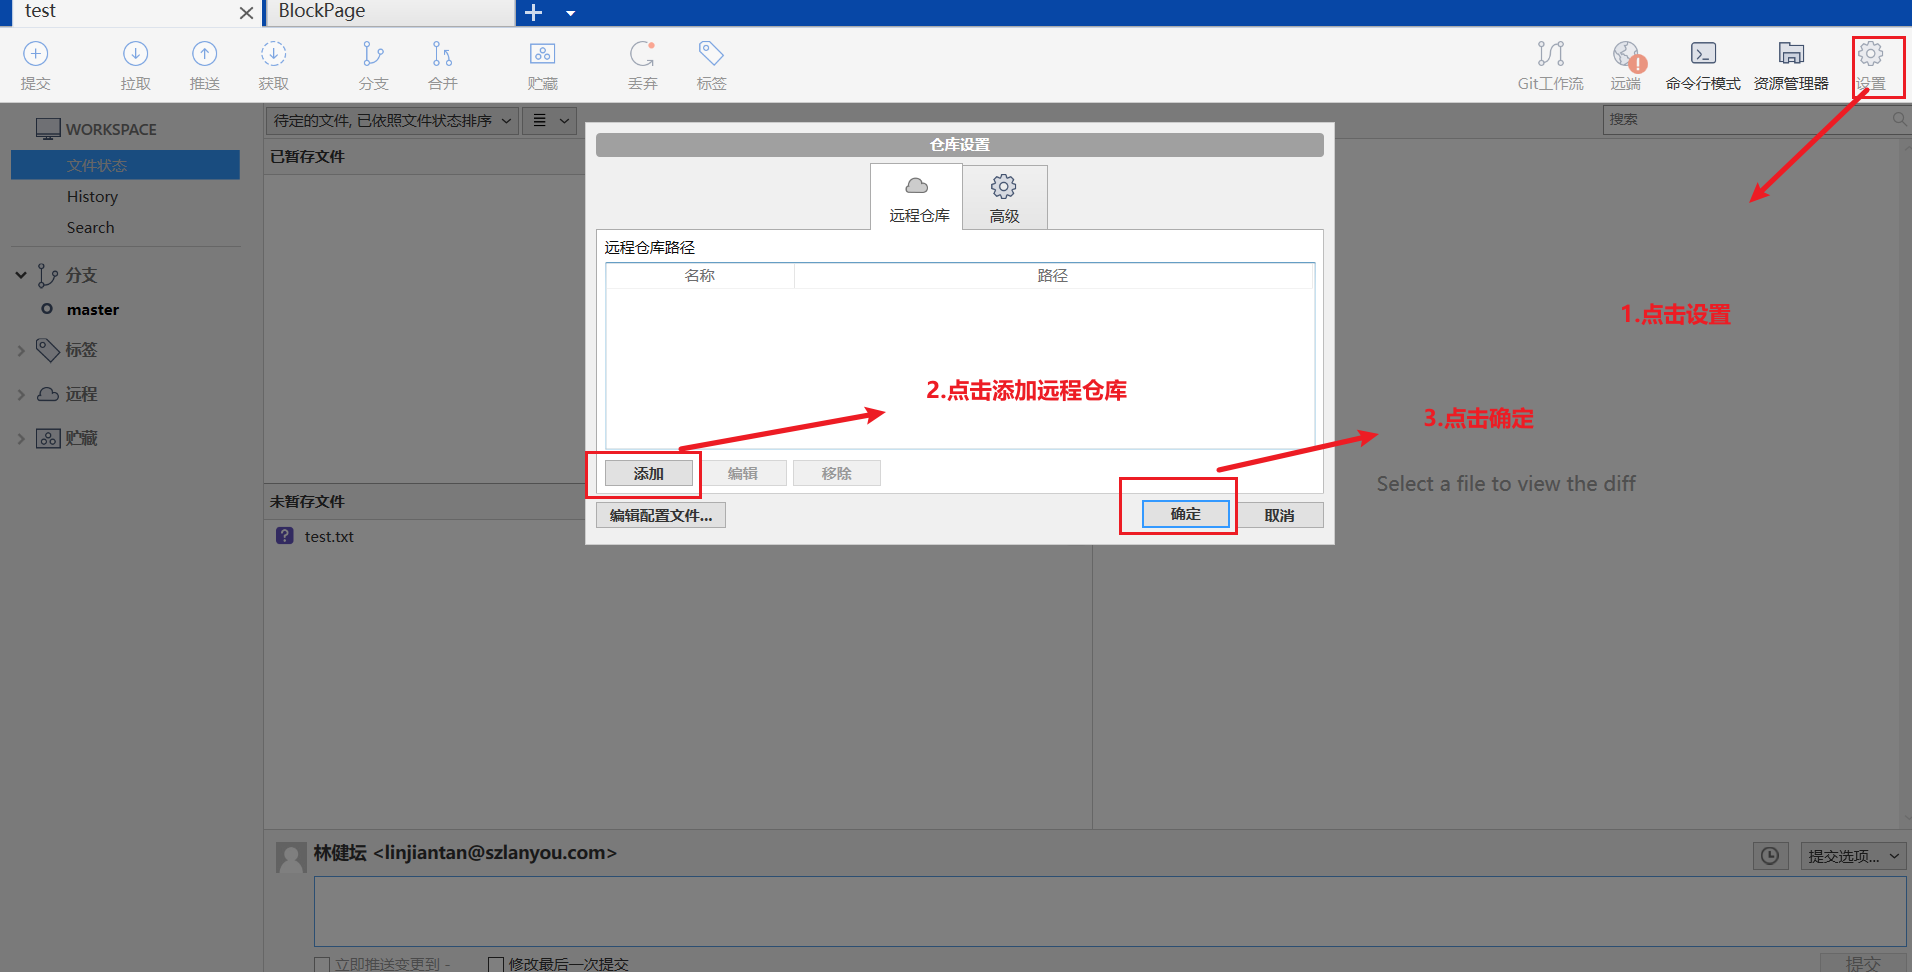 test
BlockPage
提交
拉取
推送
获取
分支
合并
贮藏
丢弃
标签
Git工作流
远端
命令行模式
资源管理器
设置
WORKSPACE
文件状态
History
Search
分支
master
标签
远程
贮藏
待定的文件, 已依照文件状态排序
搜索
已暂存文件
仓库设置
远程仓库
高级
远程仓库路径
名称
路径
1.点击设置
2.点击添加远程仓库
3.点击确定
添加
编辑
移除
编辑配置文件...
确定
取消
Select a file to view the diff
未暂存文件
test.txt
林健坛 <linjiantan@szlanyou.com>
提交选项...
立即推送变更到 -
修改最后一次提交
提交